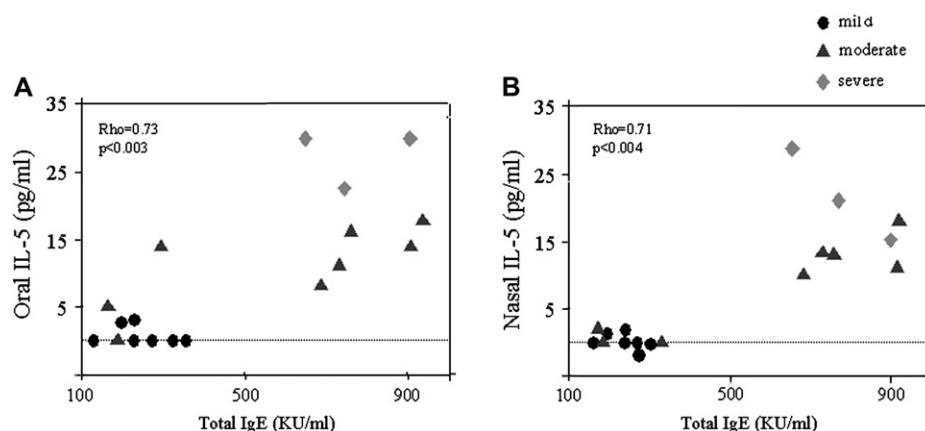 mild
moderate
severe
A
35
25
15
5
Oral IL-5 (pg/ml)
Rho=0.73
p<0.003
100
500
900
Total IgE (KU/ml)
B
35
25
15
5
Nasal IL-5 (pg/ml)
Rho=0.71
p<0.004
100
500
900
Total IgE (KU/ml)